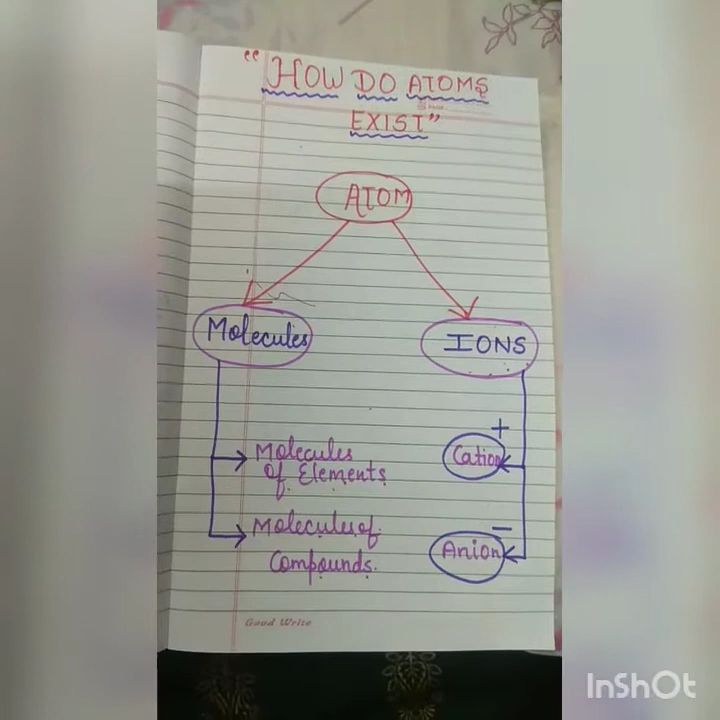 "HOW DO ATOMS
EXIST"
ATOM
Molecules
IONS
Molecules
of Elements.
+
Cation
Molecules of
Compounds.
−
Anion
Good Write
InShOt